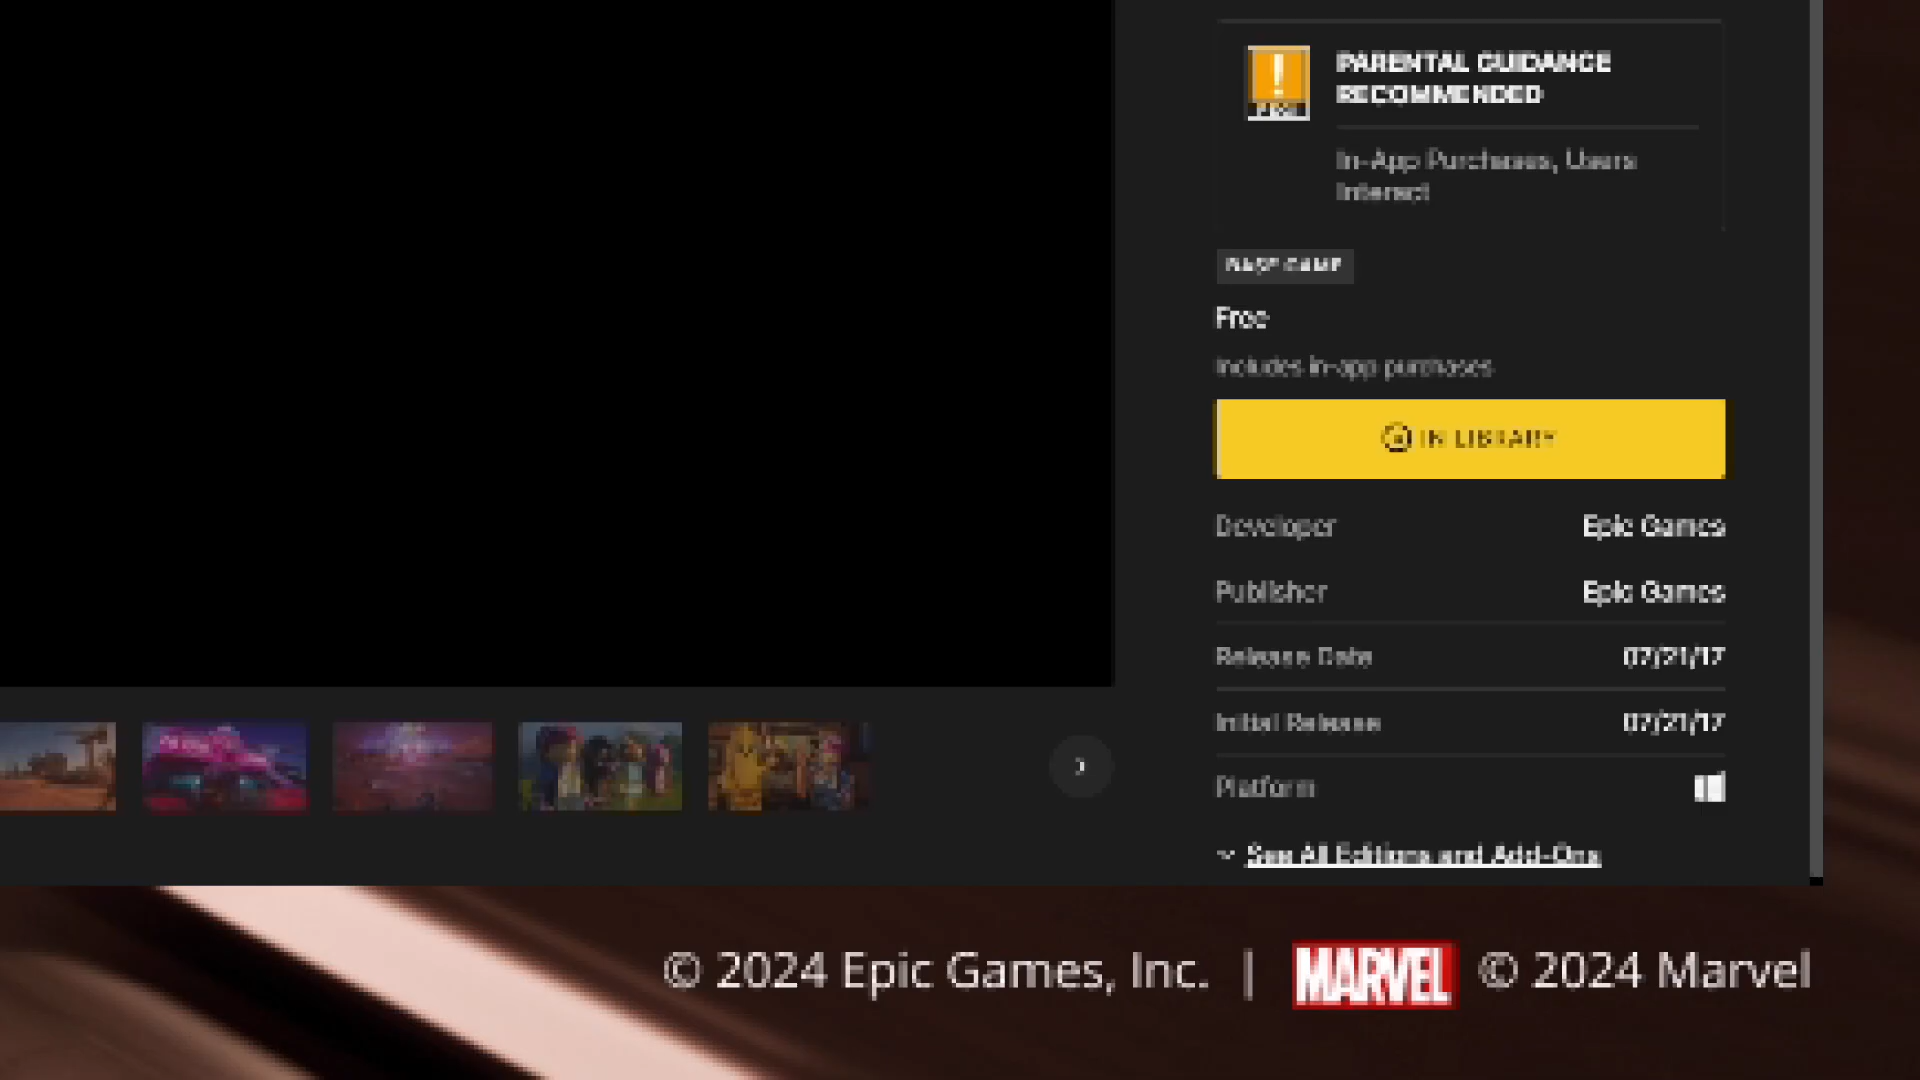 PARENTAL GUIDANCE
RECOMMENDED
In-App Purchases, Users
Interact
BASE GAME
Free
Includes in-app purchases
IN LIBRARY
Developer Epic Games
Publisher Epic Games
Release Date 07/21/17
Initial Release 07/21/17
Platform
See All Editions and Add-Ons
© 2024 Epic Games, Inc. | MARVEL © 2024 Marvel